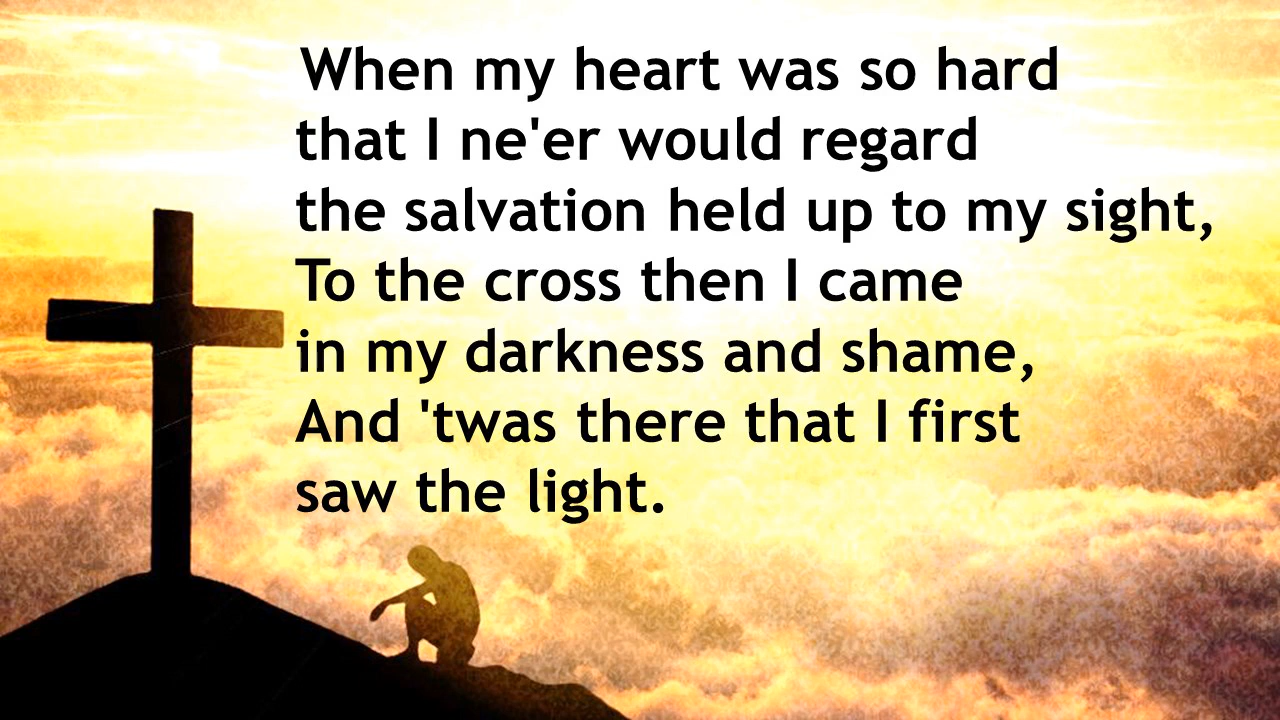 When my heart was so hard
that I ne'er would regard
the salvation held up to my sight,
To the cross then I came
in my darkness and shame,
And 'twas there that I first
saw the light.